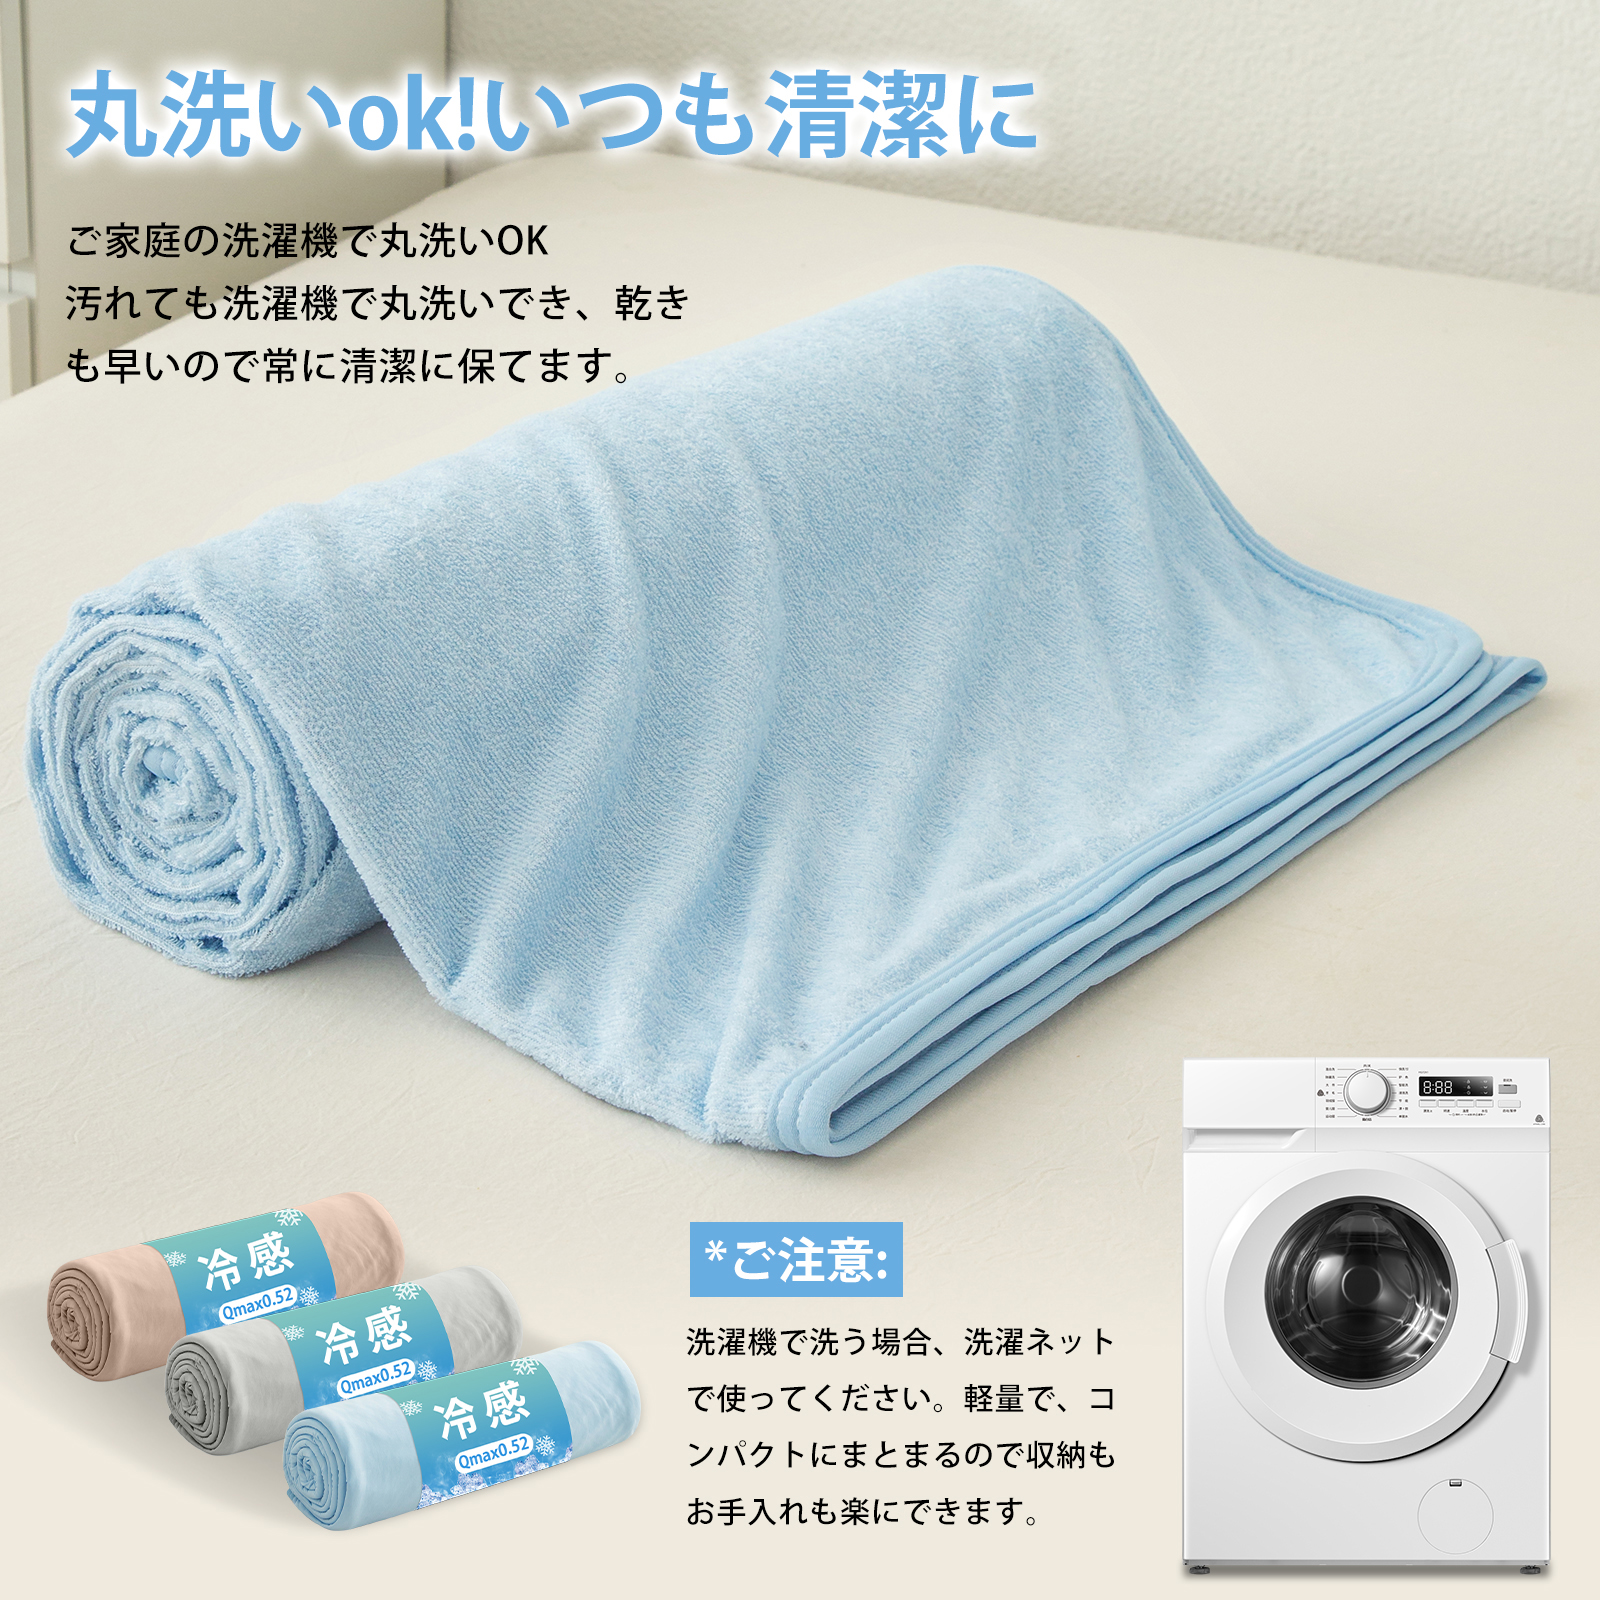 丸洗いok!いつも清潔に
ご家庭の洗濯機で丸洗いOK
汚れても洗濯機で丸洗いでき、乾き
も早いので常に清潔に保てます。
冷感
Qmax0.52
冷感
Qmax0.52
冷感
Qmax0.52
*ご注意:
洗濯機で洗う場合、洗濯ネット
で使ってください。軽量で、コ
ンパクトにまとまるので収納も
お手入れも楽にできます。
8:88